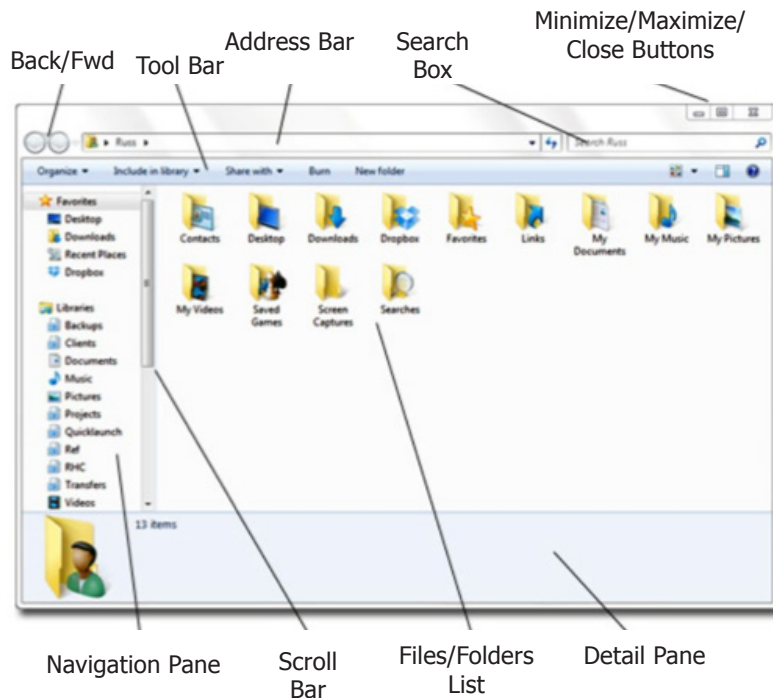 Minimize/Maximize/
Close Buttons
Address Bar
Search
Box
Back/Fwd
Tool Bar
Russ
Search Russ
Organize
Include in library
Share with
Burn
New folder
Favorites
Desktop
Downloads
Recent Places
Dropbox
Libraries
Backups
Clients
Documents
Music
Pictures
Projects
Quicklaunch
Ref
RHC
Transfers
Videos
Contacts
Desktop
Downloads
Dropbox
Favorites
Links
My
Documents
My Music
My Pictures
My Videos
Saved
Games
Screen
Captures
Searches
13 items
Navigation Pane
Scroll
Bar
Files/Folders
List
Detail Pane